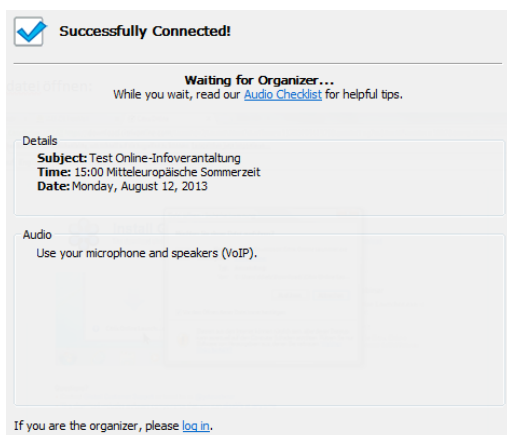 Successfully Connected!
Waiting for Organizer...
While you wait, read our Audio Checklist for helpful tips.
Details
Subject: Test Online-Infoverantaltung
Time: 15:00 Mitteleuropäische Sommerzeit
Date: Monday, August 12, 2013
Audio
Use your microphone and speakers (VoIP).
If you are the organizer, please log in.